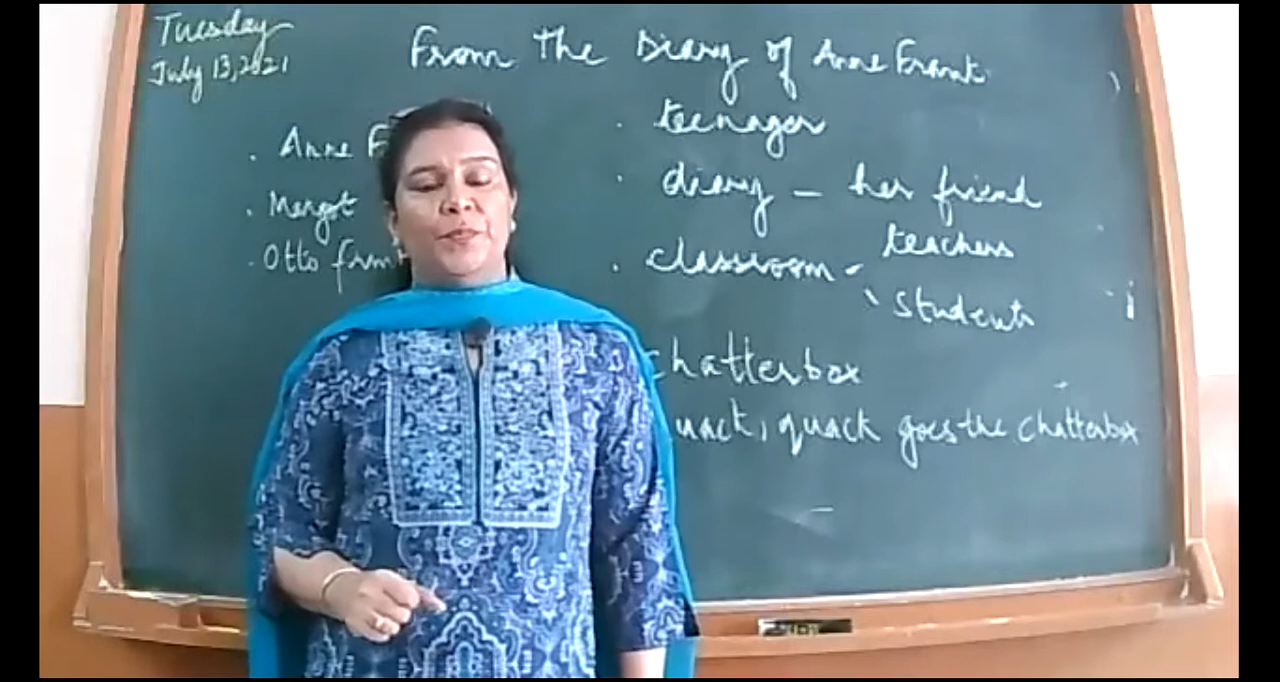 Tuesday
July 13, 2021
From The Diary of Anne Frank
. Anne F
. Margot
. Otto fran
. teenager
. diary - her friend
. classroom - teachers
students
chatterbox
uack, quack goes the chatterbox